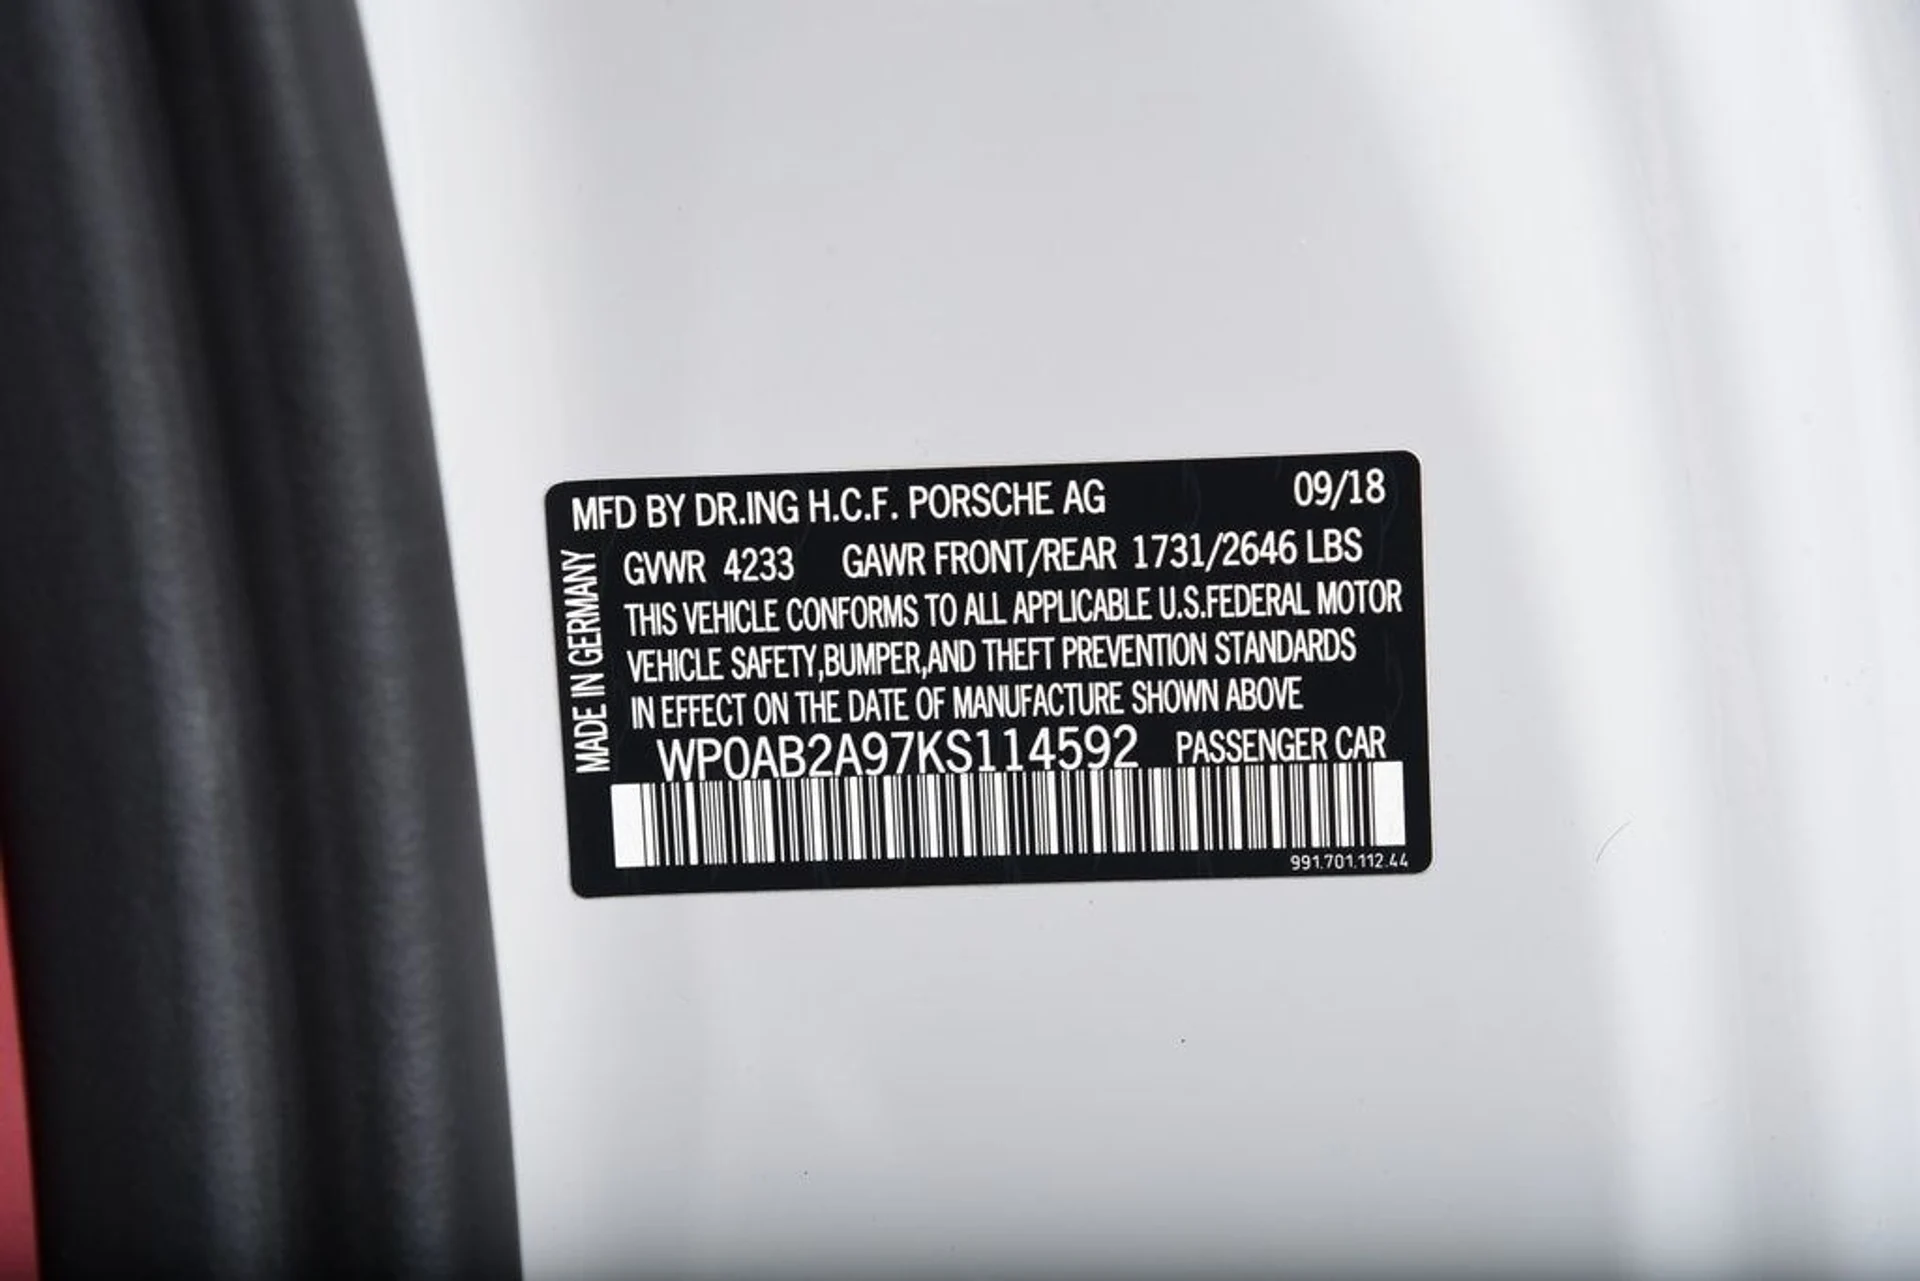 MFD BY DR.ING H.C.F. PORSCHE AG 09/18
MADE IN GERMANY
GVWR 4233 GAWR FRONT/REAR 1731/2646 LBS
THIS VEHICLE CONFORMS TO ALL APPLICABLE U.S.FEDERAL MOTOR
VEHICLE SAFETY,BUMPER,AND THEFT PREVENTION STANDARDS
IN EFFECT ON THE DATE OF MANUFACTURE SHOWN ABOVE
WP0AB2A97KS114592 PASSENGER CAR
991.701.112.44